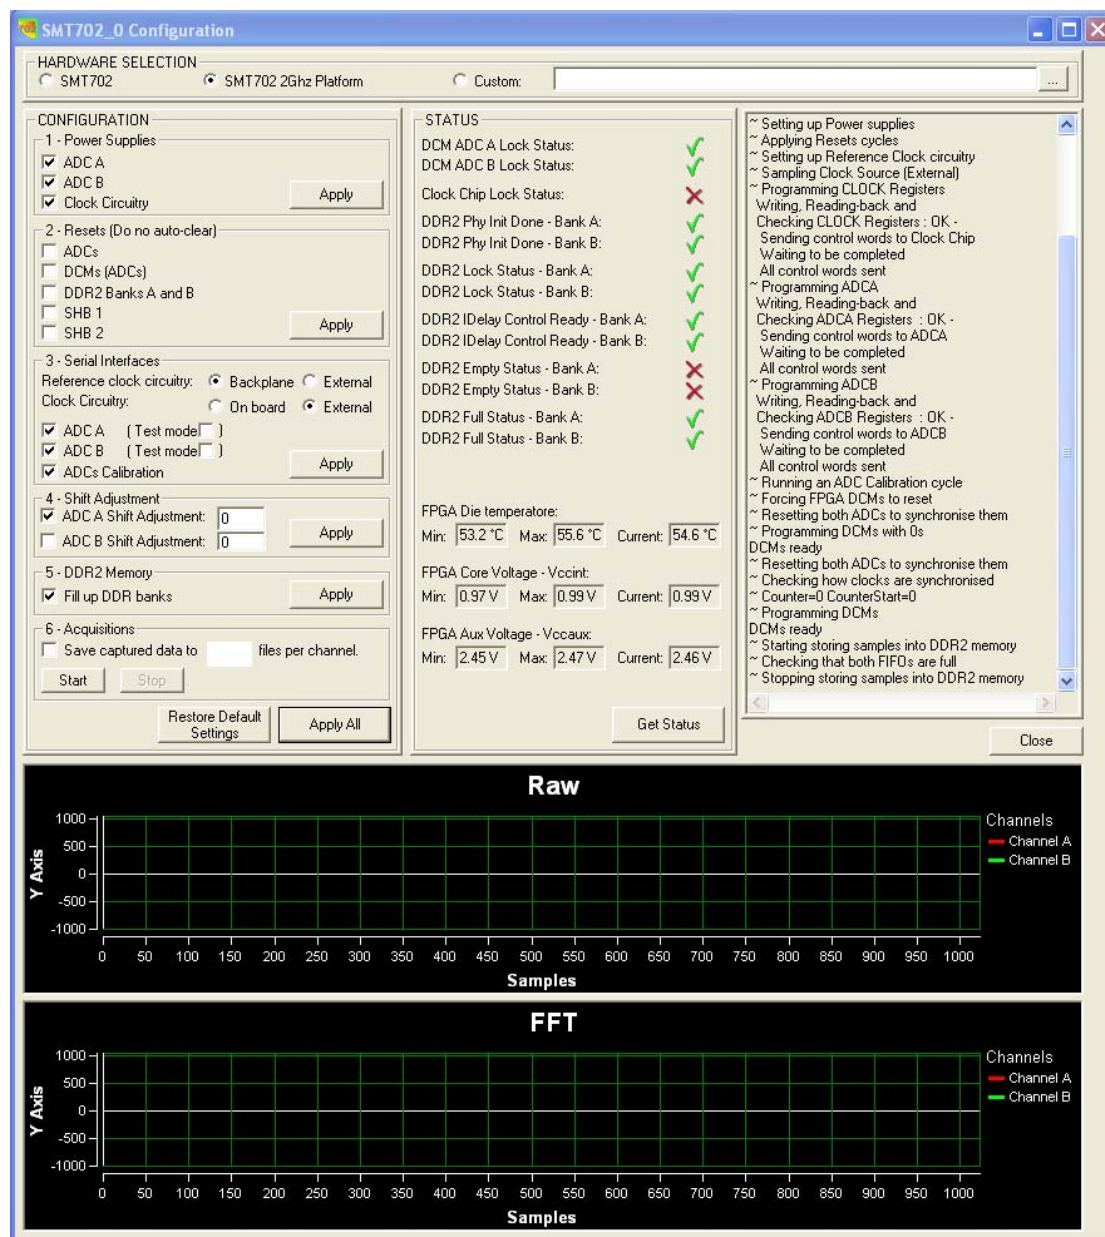 SMT702_0 Configuration
HARDWARE SELECTION
SMT702
SMT702 2Ghz Platform
Custom:
...
CONFIGURATION
1 - Power Supplies
ADC A
ADC B
Clock Circuitry
Apply
2 - Resets (Do no auto-clear)
ADCs
DCMs (ADCs)
DDR2 Banks A and B
SHB 1
SHB 2
Apply
3 - Serial Interfaces
Reference clock circuitry: Backplane External
Clock Circuitry: On board External
ADC A ( Test mode )
ADC B ( Test mode )
ADCs Calibration
Apply
4 - Shift Adjustment
ADC A Shift Adjustment: 0
ADC B Shift Adjustment: 0
Apply
5 - DDR2 Memory
Fill up DDR banks
Apply
6 - Acquisitions
Save captured data to files per channel.
Start Stop
Restore Default
Settings
Apply All
STATUS
DCM ADC A Lock Status:
DCM ADC B Lock Status:
Clock Chip Lock Status:
DDR2 Phy Init Done - Bank A:
DDR2 Phy Init Done - Bank B:
DDR2 Lock Status - Bank A:
DDR2 Lock Status - Bank B:
DDR2 IDelay Control Ready - Bank A:
DDR2 IDelay Control Ready - Bank B:
DDR2 Empty Status - Bank A:
DDR2 Empty Status - Bank B:
DDR2 Full Status - Bank A:
DDR2 Full Status - Bank B:
FPGA Die temperatore:
Min: 53.2 °C Max: 55.6 °C Current: 54.6 °C
FPGA Core Voltage - Vccint:
Min: 0.97 V Max: 0.99 V Current: 0.99 V
FPGA Aux Voltage - Vccaux:
Min: 2.45 V Max: 2.47 V Current: 2.46 V
Get Status
~ Setting up Power supplies
~ Applying Resets cycles
~ Setting up Reference Clock circuitry
~ Sampling Clock Source (External)
~ Programming CLOCK Registers
Writing, Reading-back and
Checking CLOCK Registers : OK -
Sending control words to Clock Chip
Waiting to be completed
All control words sent
~ Programming ADCA
Writing, Reading-back and
Checking ADCA Registers : OK -
Sending control words to ADCA
Waiting to be completed
All control words sent
~ Programming ADCB
Writing, Reading-back and
Checking ADCB Registers : OK -
Sending control words to ADCB
Waiting to be completed
All control words sent
~ Running an ADC Calibration cycle
~ Forcing FPGA DCMs to reset
~ Resetting both ADCs to synchronise them
~ Programming DCMs with 0s
DCMs ready
~ Resetting both ADCs to synchronise them
~ Checking how clocks are synchronised
~ Counter=0 CounterStart=0
~ Programming DCMs
DCMs ready
~ Starting storing samples into DDR2 memory
~ Checking that both FIFOs are full
~ Stopping storing samples into DDR2 memory
Close
Raw
Y Axis
1000
500
0
-500
-1000
0 50 100 150 200 250 300 350 400 450 500 550 600 650 700 750 800 850 900 950 1000
Samples
Channels
Channel A
Channel B
FFT
Y Axis
1000
500
0
-500
-1000
0 50 100 150 200 250 300 350 400 450 500 550 600 650 700 750 800 850 900 950 1000
Samples
Channels
Channel A
Channel B